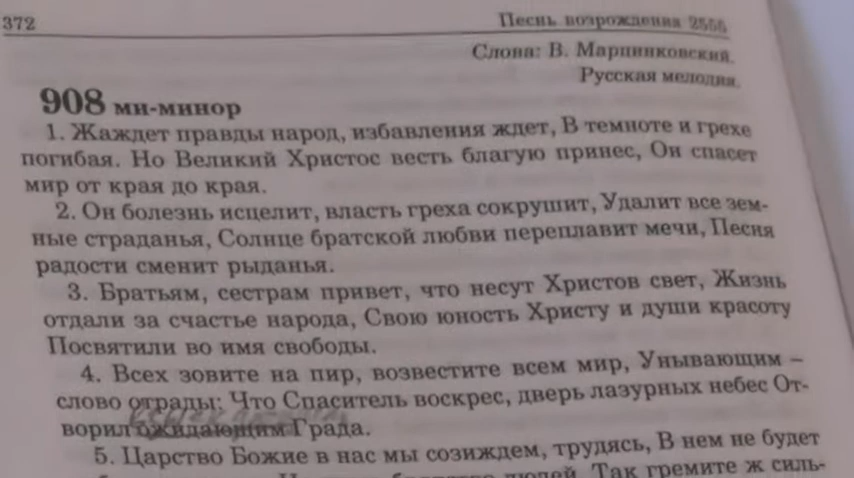 372 Песнь возрождения 2555
Слова: В. Марцинковский.
Русская мелодия.
908 ми-минор
1. Жаждет правды народ, избавления ждет, В темноте и грехе
погибая. Но Великий Христос весть благую принес, Он спасет
мир от края до края.
2. Он болезнь исцелит, власть греха сокрушит, Удалит все зем-
ные страданья, Солнце братской любви переплавит мечи, Песня
радости сменит рыданья.
3. Братьям, сестрам привет, что несут Христов свет, Жизнь
отдали за счастье народа, Свою юность Христу и души красоту
Посвятили во имя свободы.
4. Всех зовите на пир, возвестите всем мир, Унывающим –
слово отрады: Что Спаситель воскрес, дверь лазурных небес От-
ворил ожидающим Града.
5. Царство Божие в нас мы созиждем, трудясь, В нем не будет
людей. Так гремите ж силь-